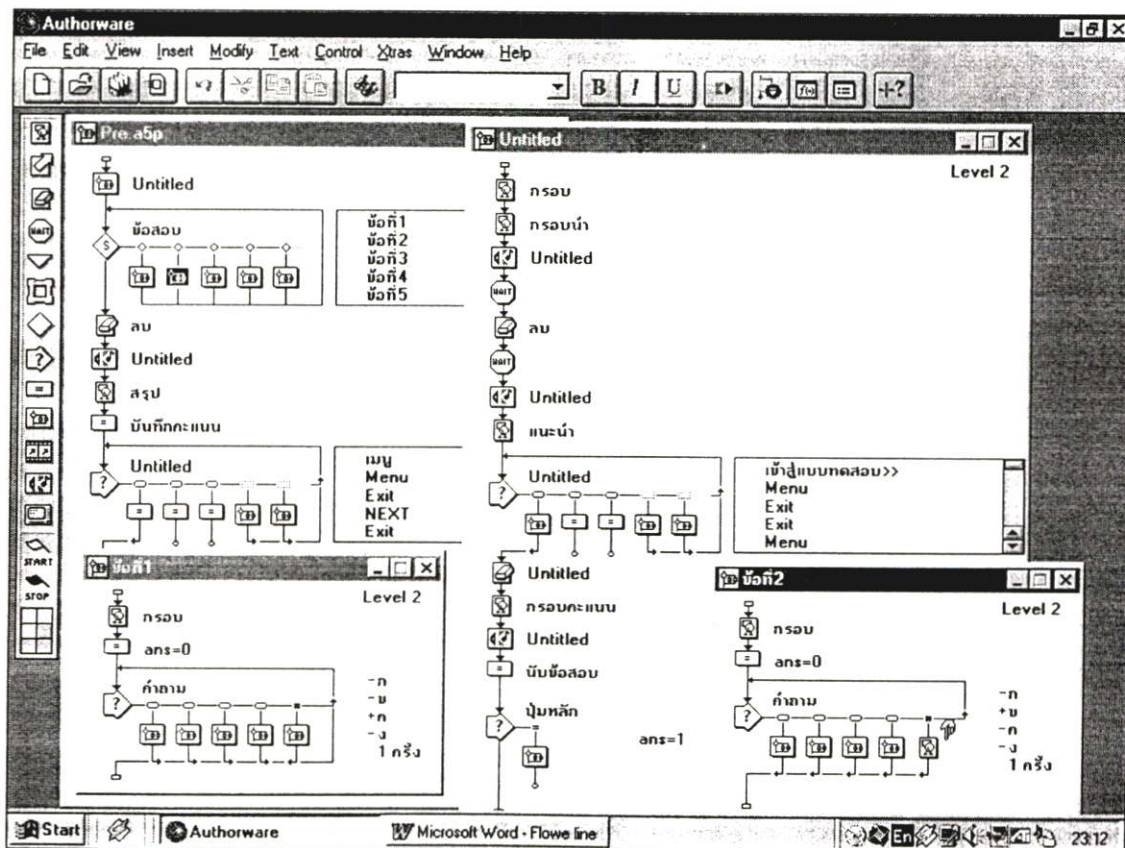 Authorware
File Edit View Insert Modify Text Control Xtras Window Help
B I U
Pre.a5p
Untitled
ข้อสอบ
ข้อที่1
ข้อที่2
ข้อที่3
ข้อที่4
ข้อที่5
ลบ
Untitled
สรุป
บันทึกคะแนน
Untitled
เมนู
Menu
Exit
NEXT
Exit
WAIT
START
STOP
Untitled
Level 2
กรอบ
กรอบนำ
Untitled
WAIT
ลบ
WAIT
Untitled
แนะนำ
Untitled
เข้าสู่แบบทดสอบ>>
Menu
Exit
Exit
Menu
Untitled
กรอบคะแนน
Untitled
นับข้อสอบ
ปุ่มหลัก
ans=1
ข้อที่1
Level 2
กรอบ
ans=0
คำถาม
-ก
-ข
+ค
-ง
1 ครั้ง
ข้อที่2
Level 2
กรอบ
ans=0
คำถาม
-ก
+ข
-ค
-ง
1 ครั้ง
Start
Authorware
Microsoft Word - Flowe line
En
23:12